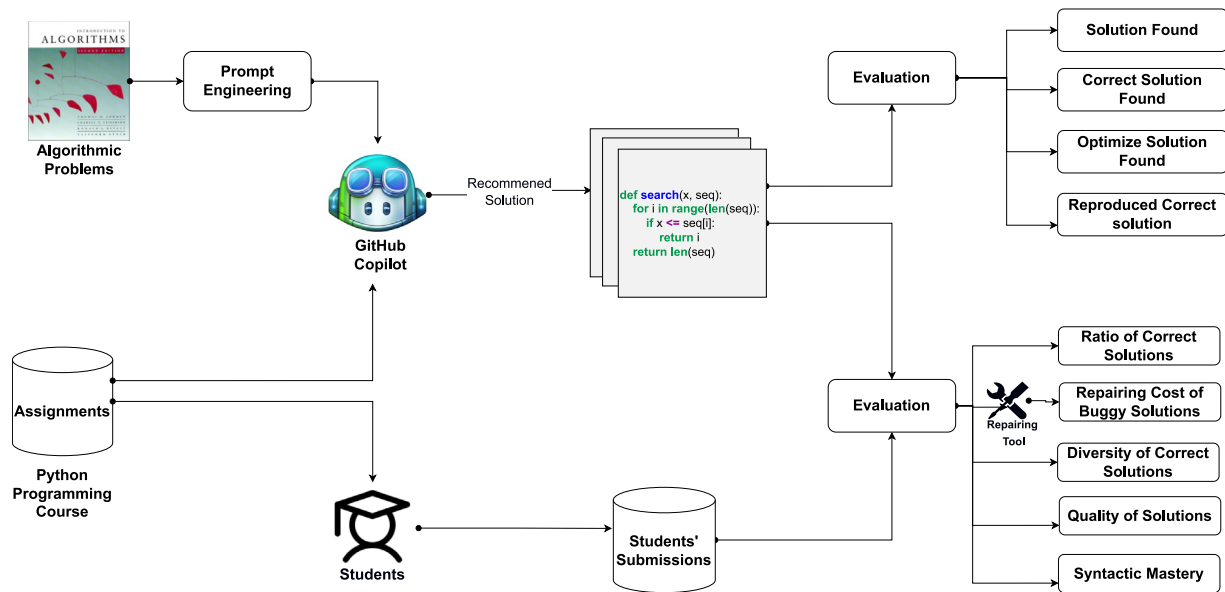 INTRODUCTION TO
ALGORITHMS
SECOND EDITION
Algorithmic
Problems
Prompt
Engineering
GitHub
Copilot
Recommened
Solution
def search(x, seq):
for i in range(len(seq)):
if x <= seq[i]:
return i
return len(seq)
Evaluation
Solution Found
Correct Solution
Found
Optimize Solution
Found
Reproduced Correct
solution
Assignments
Python
Programming
Course
Students
Students'
Submissions
Evaluation
Repairing
Tool
Ratio of Correct
Solutions
Repairing Cost of
Buggy Solutions
Diversity of Correct
Solutions
Quality of Solutions
Syntactic Mastery